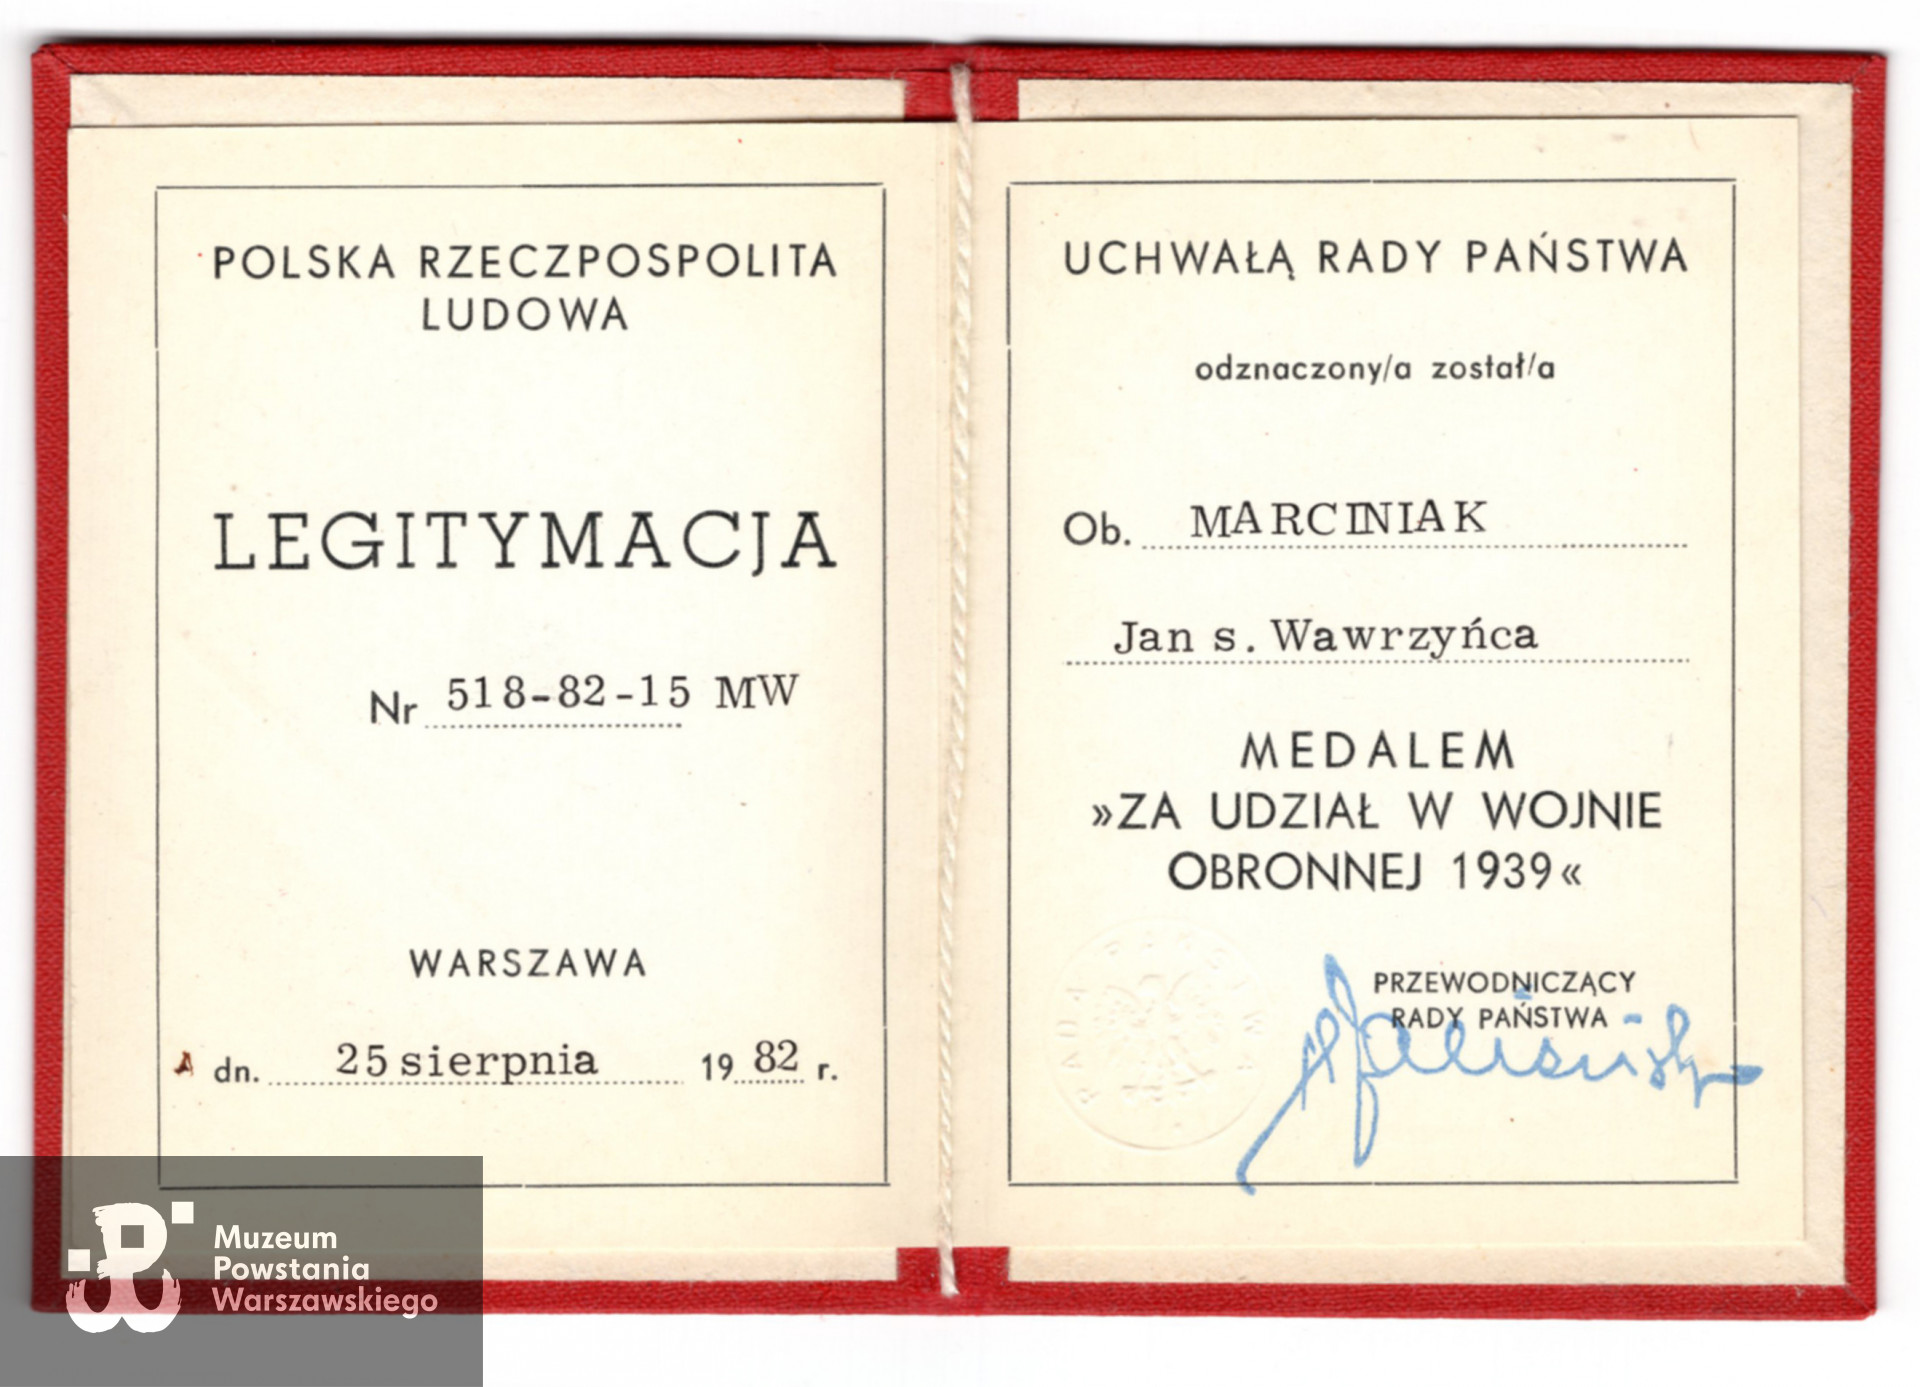 POLSKA RZECZPOSPOLITA
LUDOWA
LEGITYMACJA
Nr 518-82-15 MW
WARSZAWA
dn. 25 sierpnia 1982 r.
UCHWAŁĄ RADY PAŃSTWA
odznaczony/a został/a
Ob. MARCINIAK
Jan s. Wawrzyńca
MEDALEM
»ZA UDZIAŁ W WOJNIE
OBRONNEJ 1939«
PRZEWODNICZĄCY
RADY PAŃSTWA
Muzeum
Powstania
Warszawskiego